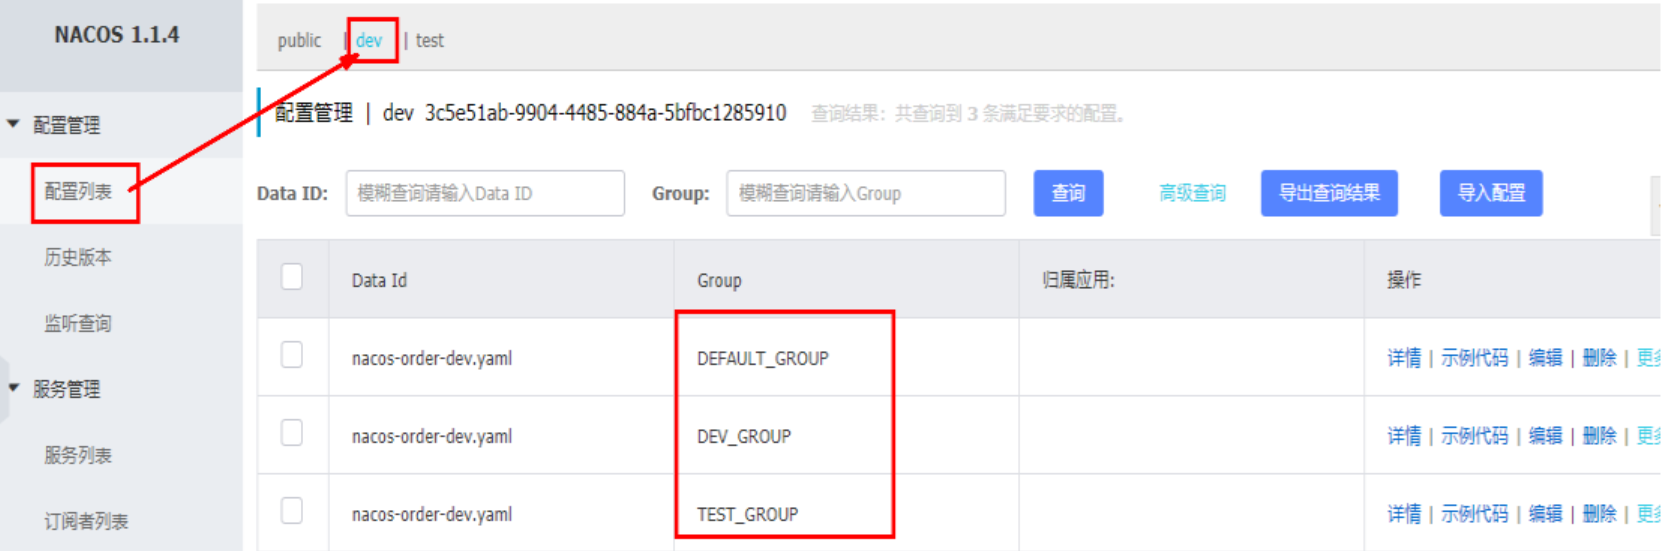 NACOS 1.1.4
public | dev | test
配置管理
配置列表
历史版本
监听查询
服务管理
服务列表
订阅者列表
配置管理 | dev 3c5e51ab-9904-4485-884a-5bfbc1285910 查询结果：共查询到 3 条满足要求的配置。
Data ID: 模糊查询请输入Data ID Group: 模糊查询请输入Group 查询 高级查询 导出查询结果 导入配置
Data Id Group 归属应用: 操作
nacos-order-dev.yaml DEFAULT_GROUP 详情 | 示例代码 | 编辑 | 删除 | 更
nacos-order-dev.yaml DEV_GROUP 详情 | 示例代码 | 编辑 | 删除 | 更
nacos-order-dev.yaml TEST_GROUP 详情 | 示例代码 | 编辑 | 删除 | 更